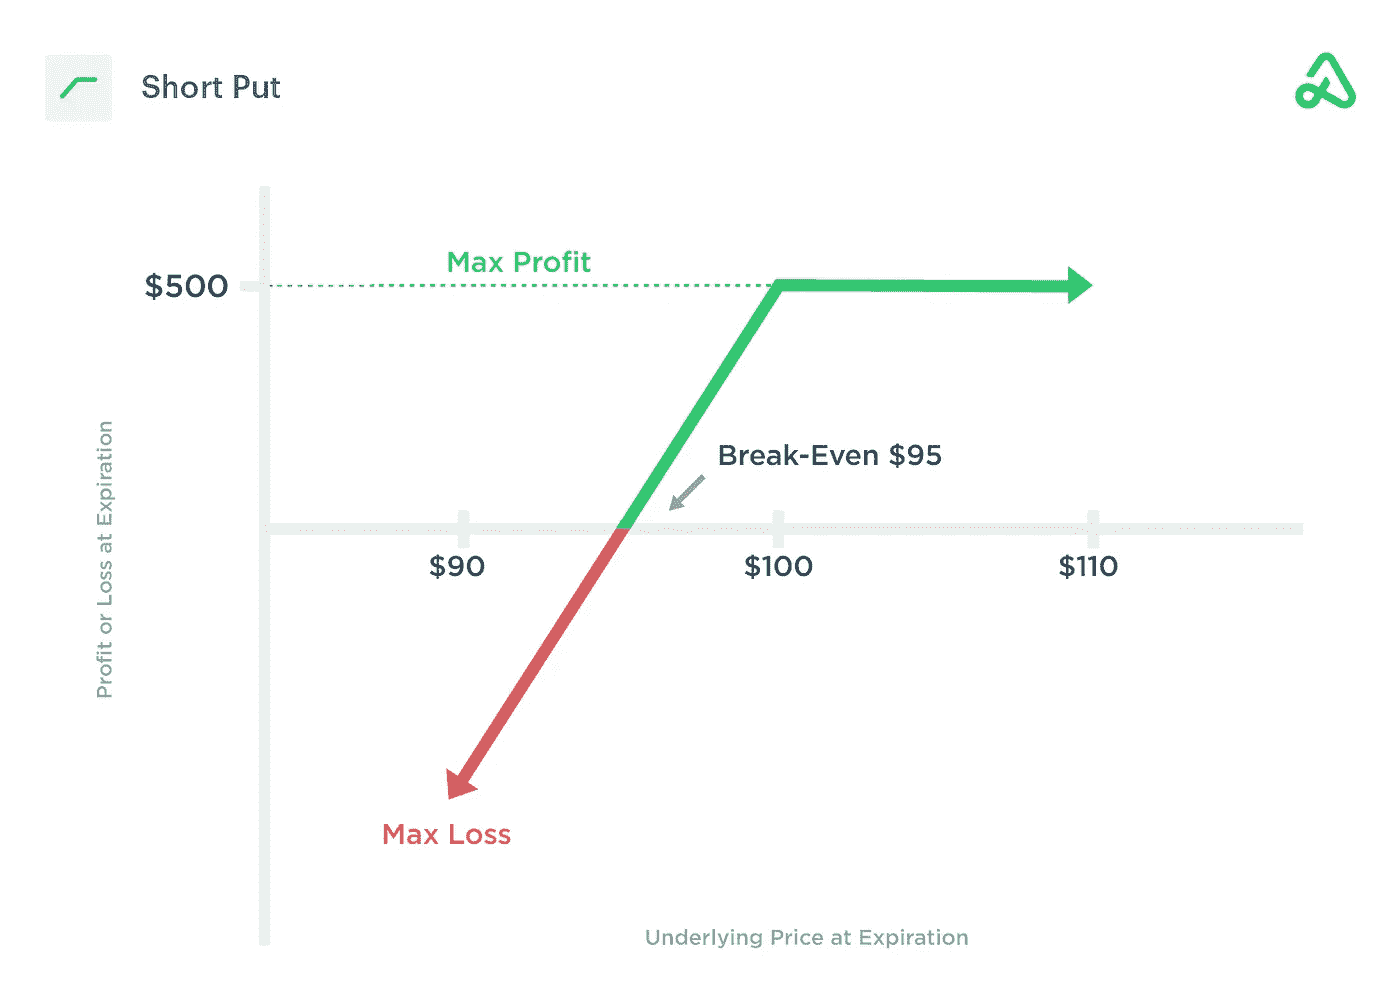 Short Put
Max Profit
$500
Break-Even $95
$90
$100
$110
Profit or Loss at Expiration
Max Loss
Underlying Price at Expiration